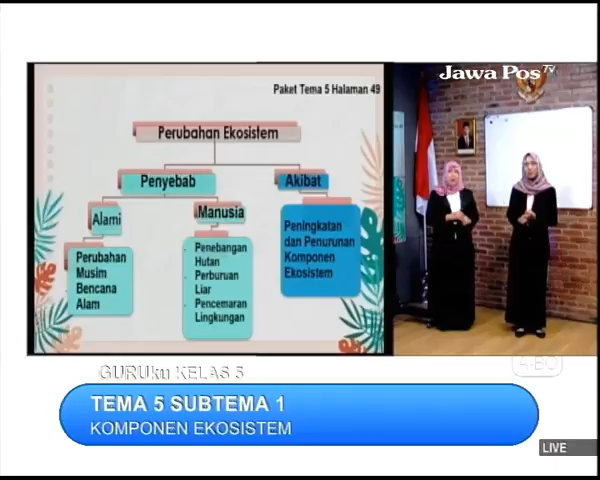 Jawa Pos TV
Paket Tema 5 Halaman 49
Perubahan Ekosistem
Penyebab
Akibat
Alami
Manusia
Perubahan
Musim
Bencana
Alam
- Penebangan
Hutan
- Perburuan
Liar
- Pencemaran
Lingkungan
Peningkatan
dan Penurunan
Komponen
Ekosistem
A-BO
GURUku KELAS 5
TEMA 5 SUBTEMA 1
KOMPONEN EKOSISTEM
LIVE